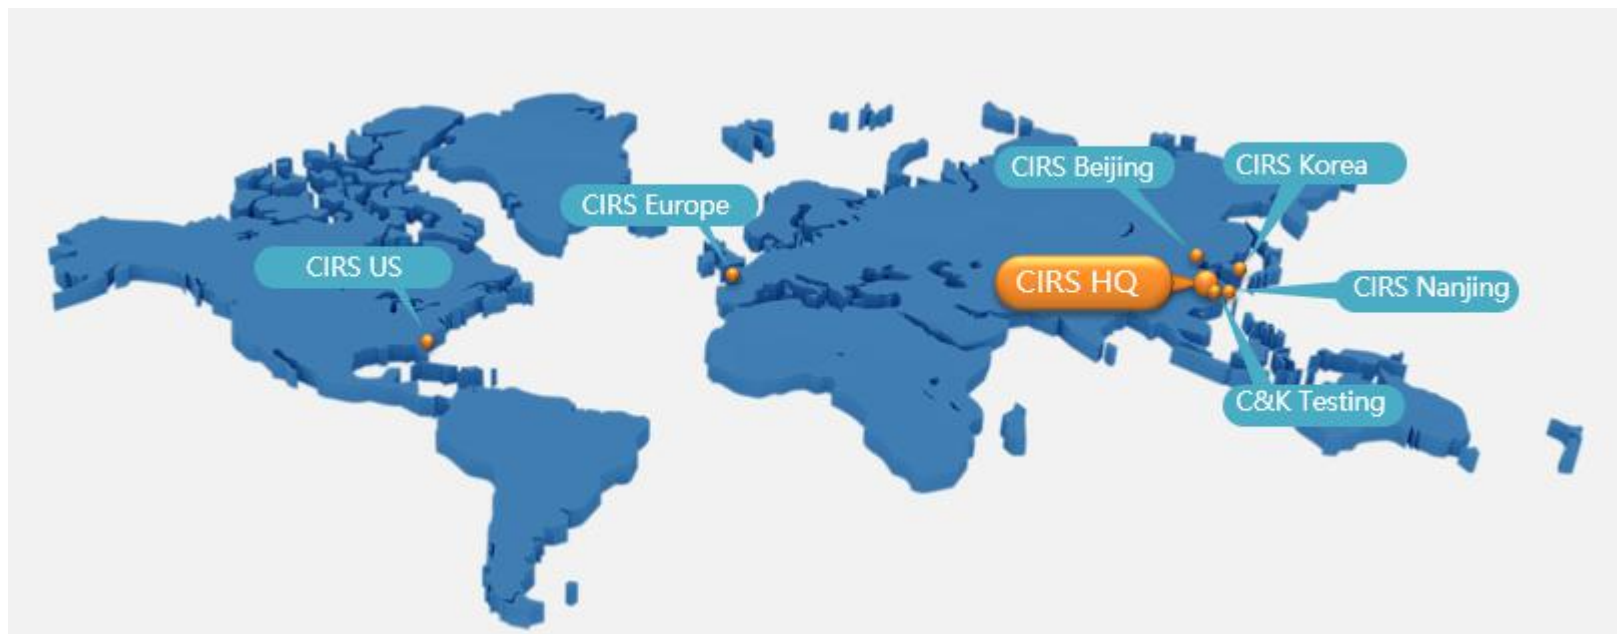 CIRS Beijing
CIRS Korea
CIRS Europe
CIRS US
CIRS HQ
CIRS Nanjing
C&K Testing